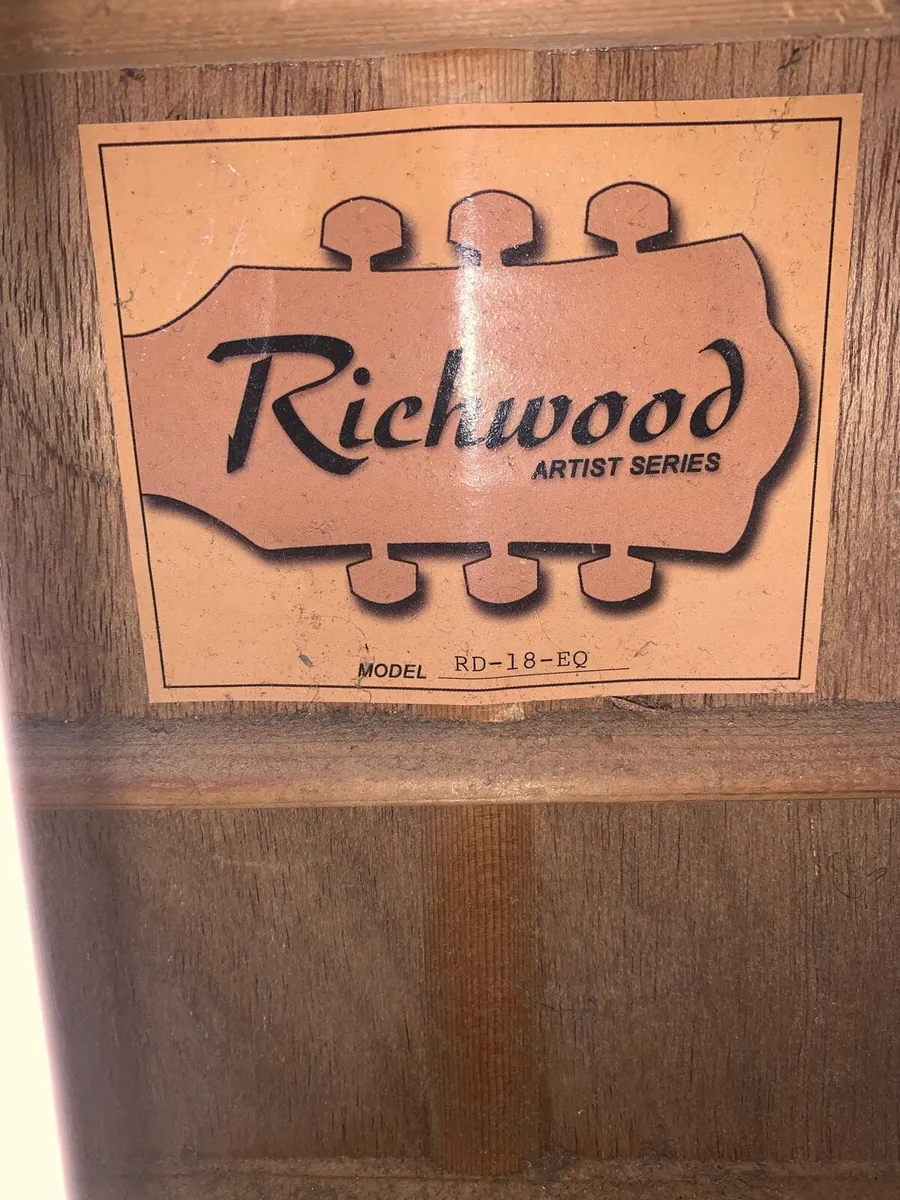 Richwood
ARTIST SERIES
MODEL RD-18-EQ